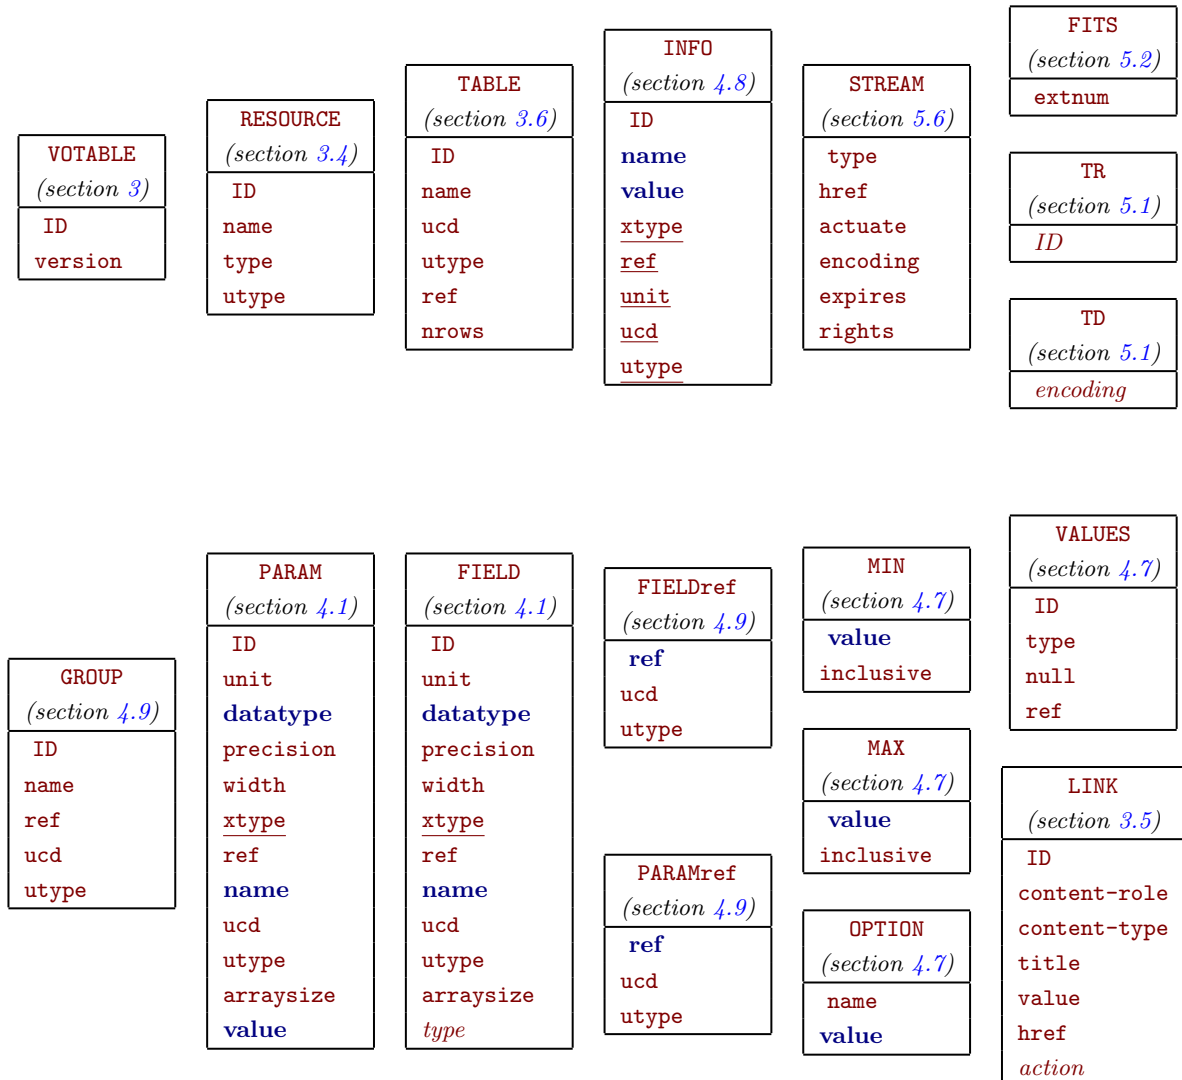 VOTABLE
(section 3)
ID
version
RESOURCE
(section 3.4)
ID
name
type
utype
TABLE
(section 3.6)
ID
name
ucd
utype
ref
nrows
INFO
(section 4.8)
ID
name
value
xtype
ref
unit
ucd
utype
STREAM
(section 5.6)
type
href
actuate
encoding
expires
rights
FITS
(section 5.2)
extnum
TR
(section 5.1)
ID
TD
(section 5.1)
encoding
GROUP
(section 4.9)
ID
name
ref
ucd
utype
PARAM
(section 4.1)
ID
unit
datatype
precision
width
xtype
ref
name
ucd
utype
arraysize
value
FIELD
(section 4.1)
ID
unit
datatype
precision
width
xtype
ref
name
ucd
utype
arraysize
type
FIELDref
(section 4.9)
ref
ucd
utype
PARAMref
(section 4.9)
ref
ucd
utype
MIN
(section 4.7)
value
inclusive
MAX
(section 4.7)
value
inclusive
OPTION
(section 4.7)
name
value
VALUES
(section 4.7)
ID
type
null
ref
LINK
(section 3.5)
ID
content-role
content-type
title
value
href
action